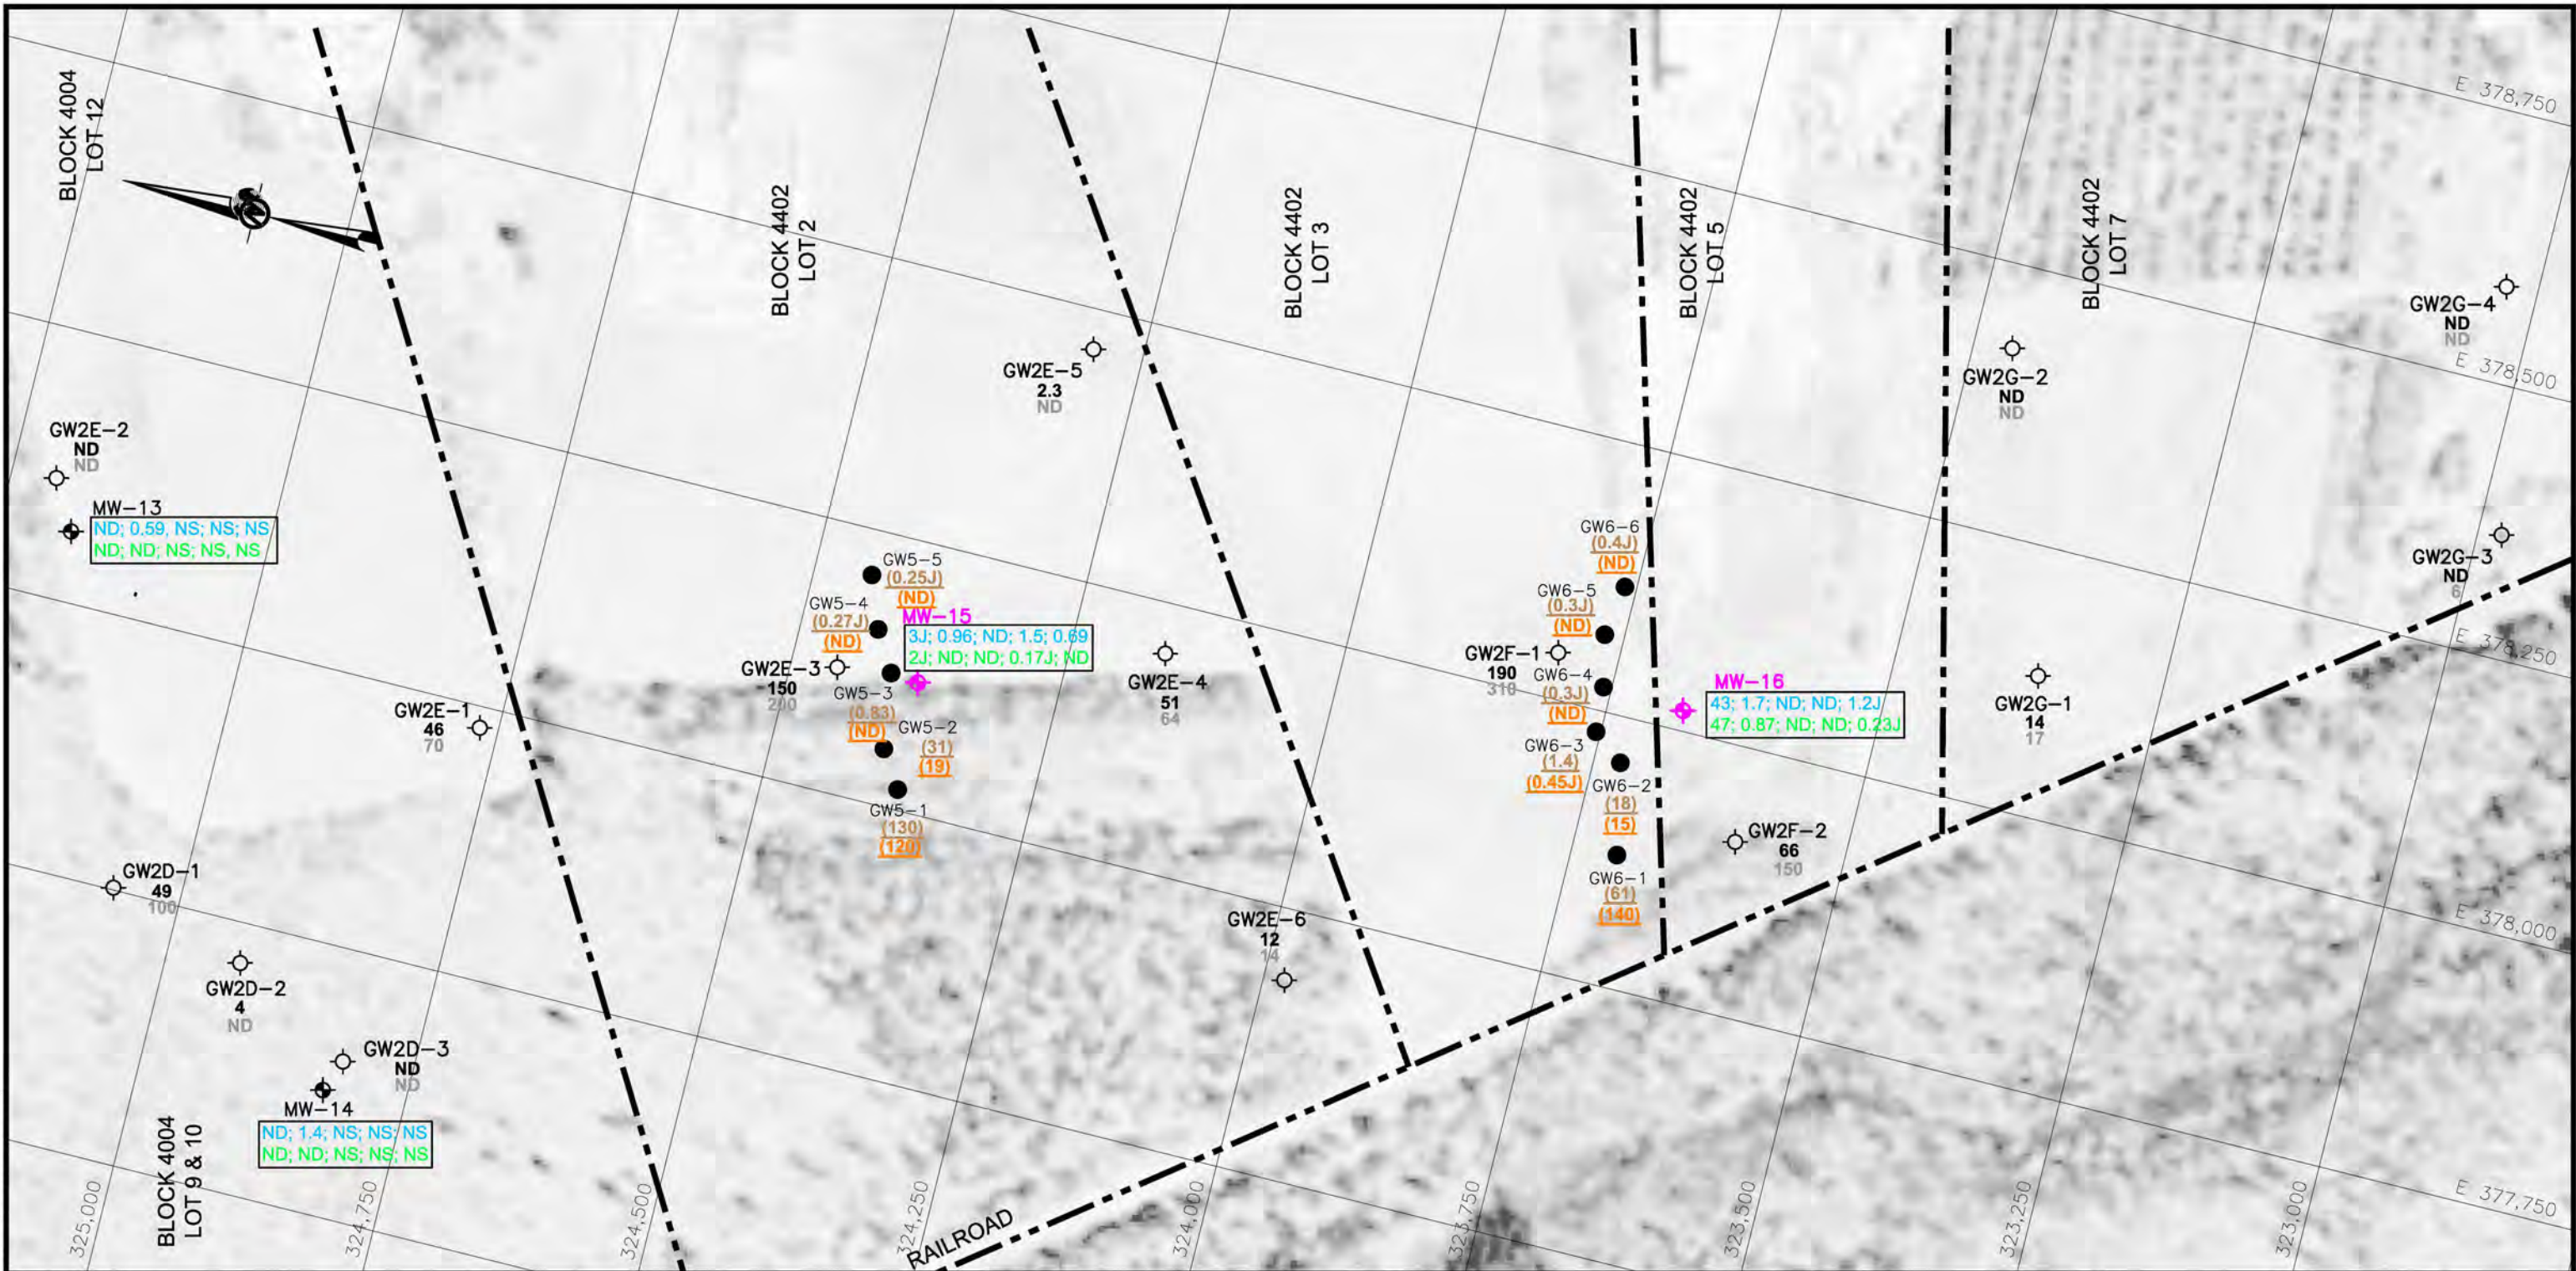 BLOCK 4004
LOT 12
BLOCK 4402
LOT 2
BLOCK 4402
LOT 3
BLOCK 4402
LOT 5
BLOCK 4402
LOT 7
E 378,750
GW2G-4
ND
ND
E 378,500
GW2G-2
ND
ND
GW2E-5
2.3
ND
GW2E-2
ND
ND
MW-13
ND; 0.59, NS; NS; NS
ND; ND; NS; NS, NS
GW5-5
(0.25J)
(ND)
GW5-4
(0.27J)
(ND)
MW-15
3J; 0.96; ND; 1.5; 0.69
2J; ND; ND; 0.17J; ND
GW2E-3
150
200
GW5-3
(0.83)
(ND)
GW5-2
(31)
(19)
GW5-1
(130)
(120)
GW2E-4
51
64
GW6-6
(0.4J)
(ND)
GW6-5
(0.3J)
(ND)
GW2F-1
190
310
GW6-4
(0.3J)
(ND)
GW6-3
(1.4)
(0.45J)
GW6-2
(18)
(15)
GW6-1
(61)
(140)
MW-16
43; 1.7; ND; ND; 1.2J
47; 0.87; ND; ND; 0.23J
GW2G-3
ND
6
E 378,250
GW2G-1
14
17
GW2F-2
66
150
GW2E-1
46
70
GW2D-1
49
100
GW2E-6
12
14
E 378,000
GW2D-2
4
ND
GW2D-3
ND
ND
MW-14
ND; 1.4; NS; NS; NS
ND; ND; NS; NS; NS
BLOCK 4004
LOT 9 & 10
RAILROAD
E 377,750
325,000
324,750
324,500
324,250
324,000
323,750
323,500
323,250
323,000